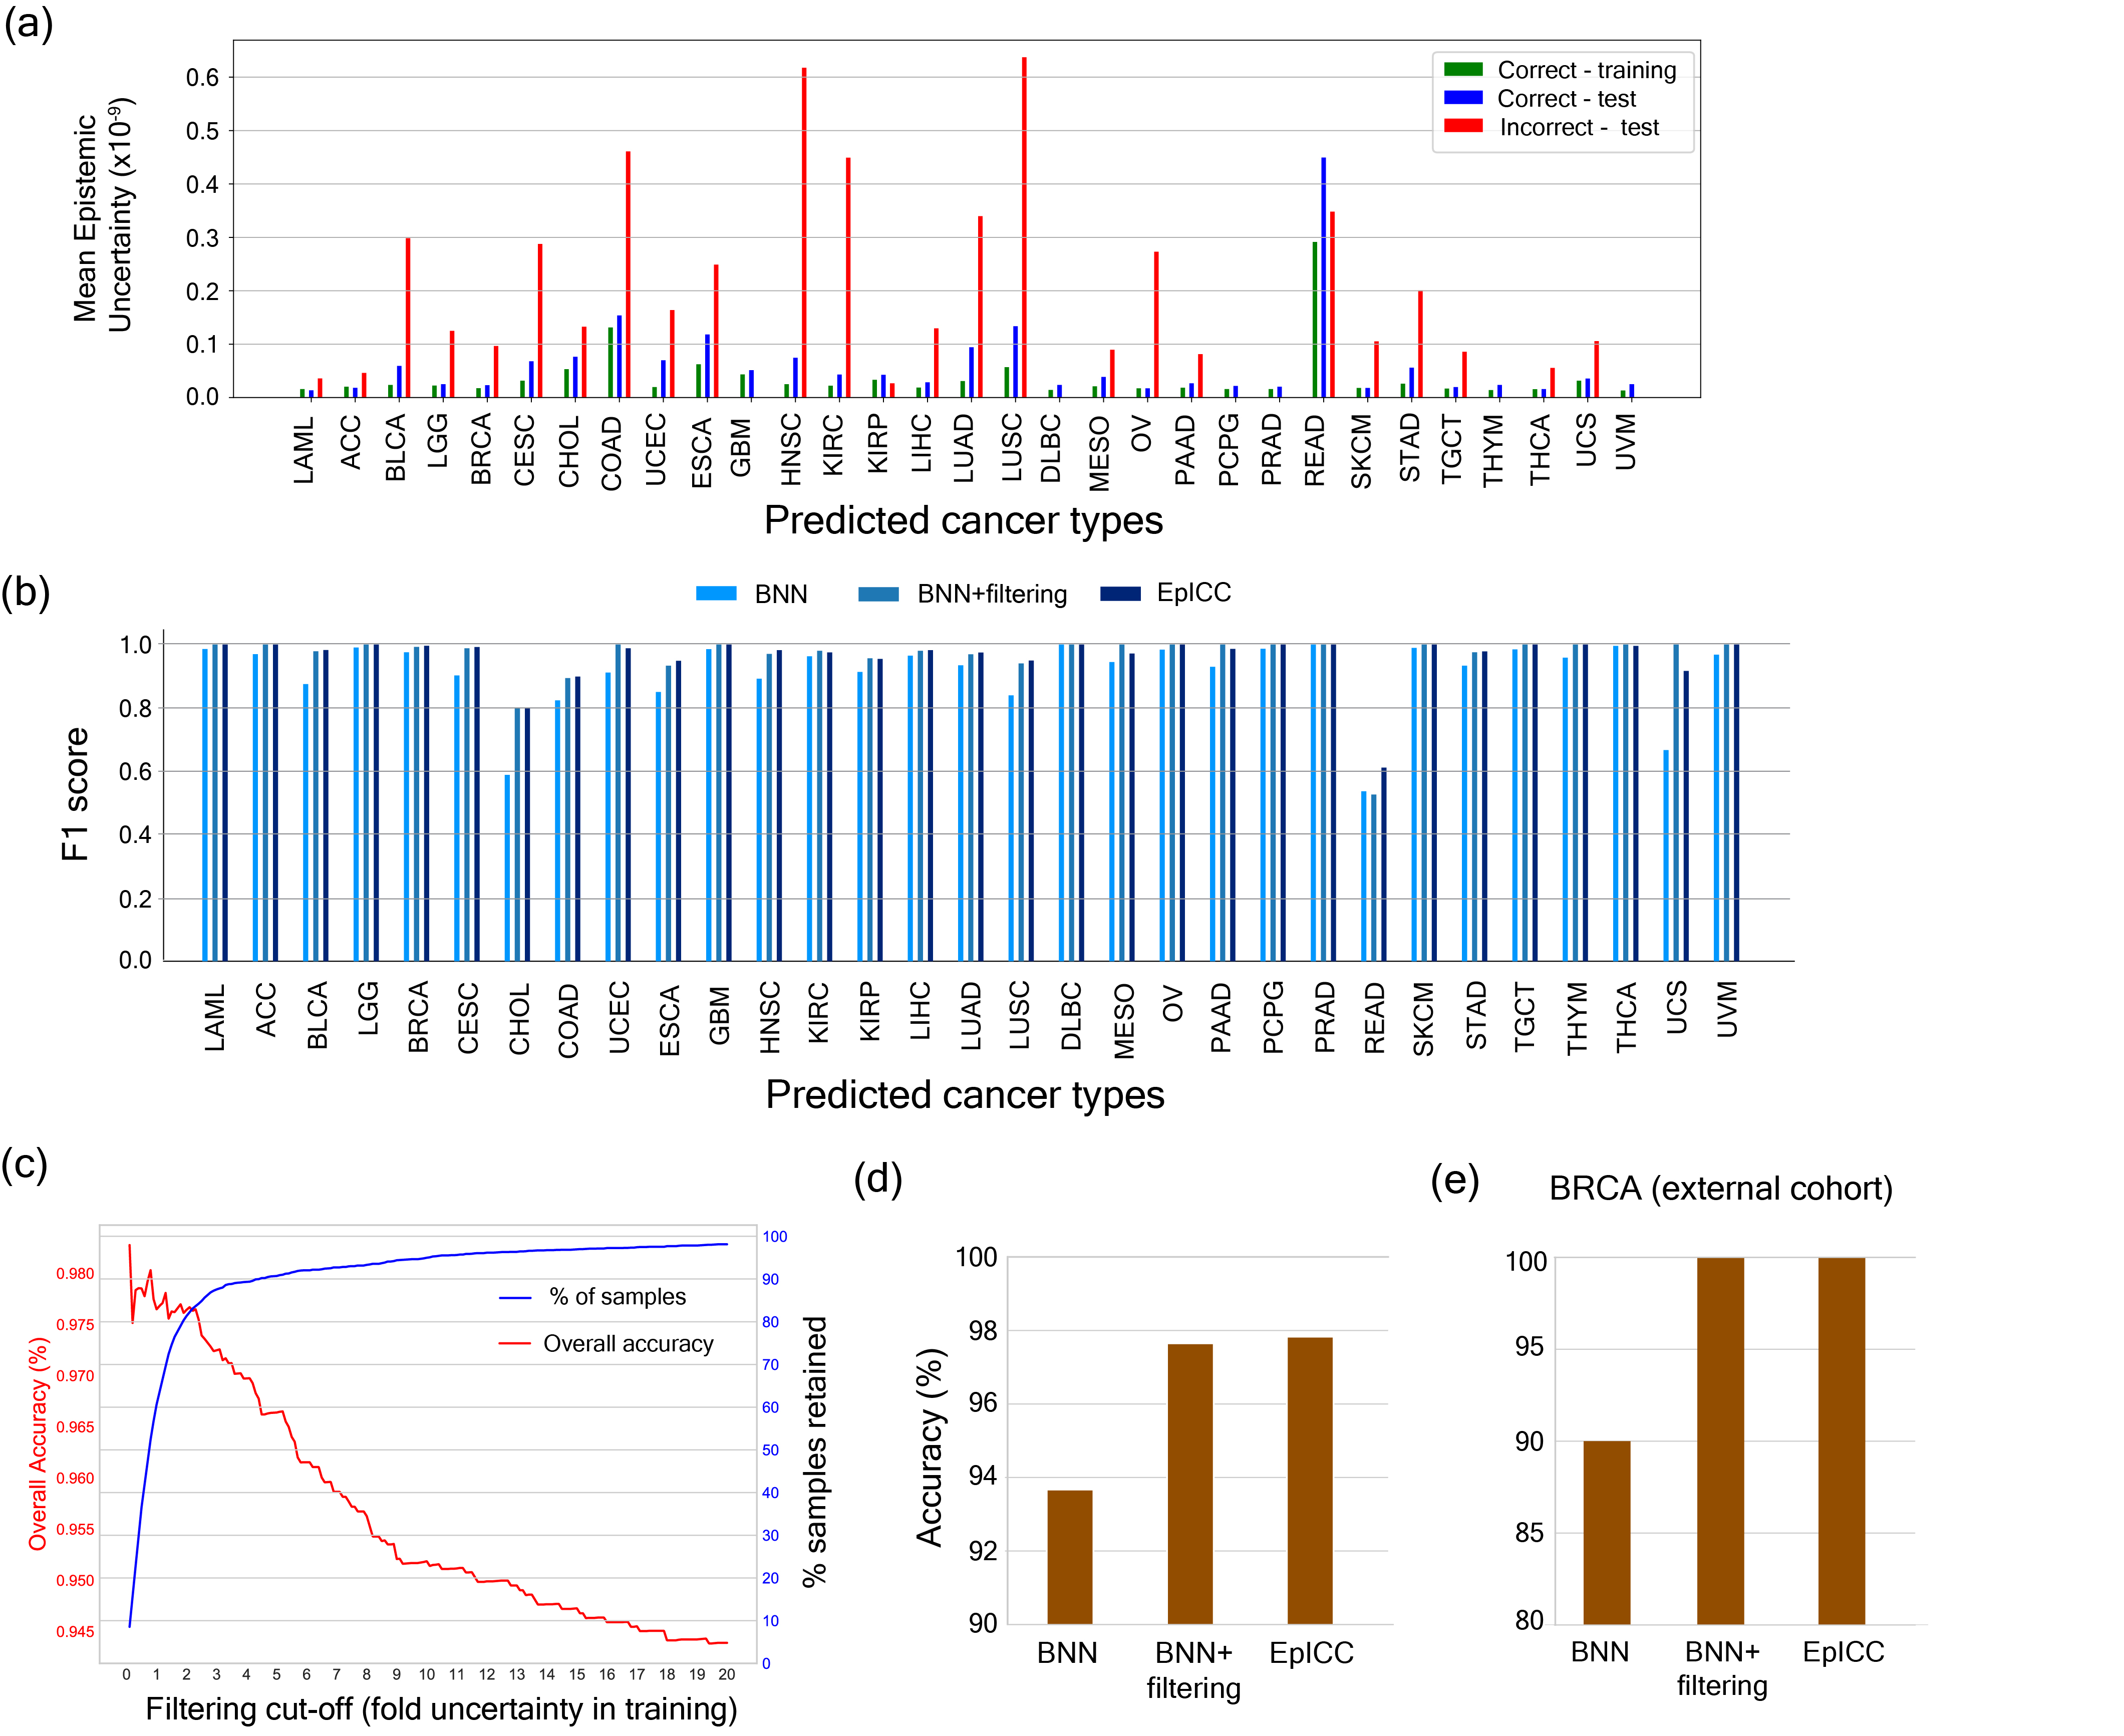 (a)
Mean Epistemic
Uncertainty (x10-9)
0.6
0.5
0.4
0.3
0.2
0.1
0.0
Correct - training
Correct - test
Incorrect - test
LAML ACC BLCA LGG BRCA CESC CHOL COAD UCEC ESCA GBM HNSC KIRC KIRP LIHC LUAD LUSC DLBC MESO OV PAAD PCPG PRAD READ SKCM STAD TGCT THYM THCA UCS UVM
Predicted cancer types
(b)
BNN BNN+filtering EpICC
F1 score
1.0
0.8
0.6
0.4
0.2
0.0
LAML ACC BLCA LGG BRCA CESC CHOL COAD UCEC ESCA GBM HNSC KIRC KIRP LIHC LUAD LUSC DLBC MESO OV PAAD PCPG PRAD READ SKCM STAD TGCT THYM THCA UCS UVM
Predicted cancer types
(c)
Overall Accuracy (%)
0.980
0.975
0.970
0.965
0.960
0.955
0.950
0.945
% of samples
Overall accuracy
100
90
80
70
60
50
40
30
20
10
0
% samples retained
0 1 2 3 4 5 6 7 8 9 10 11 12 13 14 15 16 17 18 19 20
Filtering cut-off (fold uncertainty in training)
(d)
Accuracy (%)
100
98
96
94
92
90
BNN BNN+ EpICC
filtering
(e)
BRCA (external cohort)
100
95
90
85
80
BNN BNN+ EpICC
filtering